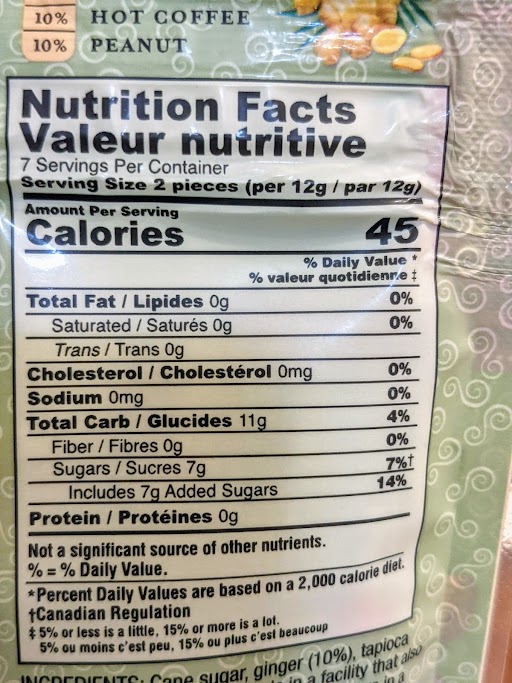 10% HOT COFFEE
10% PEANUT
Nutrition Facts
Valeur nutritive
7 Servings Per Container
Serving Size 2 pieces (per 12g / par 12g)
Amount Per Serving
Calories 45
% Daily Value *
% valeur quotidienne ‡
Total Fat / Lipides 0g 0%
Saturated / Saturés 0g 0%
Trans / Trans 0g
Cholesterol / Cholestérol 0mg 0%
Sodium 0mg 0%
Total Carb / Glucides 11g 4%
Fiber / Fibres 0g 0%
Sugars / Sucres 7g 7%†
Includes 7g Added Sugars 14%
Protein / Protéines 0g
Not a significant source of other nutrients.
% = % Daily Value.
*Percent Daily Values are based on a 2,000 calorie diet.
†Canadian Regulation
‡ 5% or less is a little, 15% or more is a lot.
5% ou moins c'est peu, 15% ou plus c'est beaucoup
INGREDIENTS: Cane sugar, ginger (10%), tapioca
in a facility that also
in a